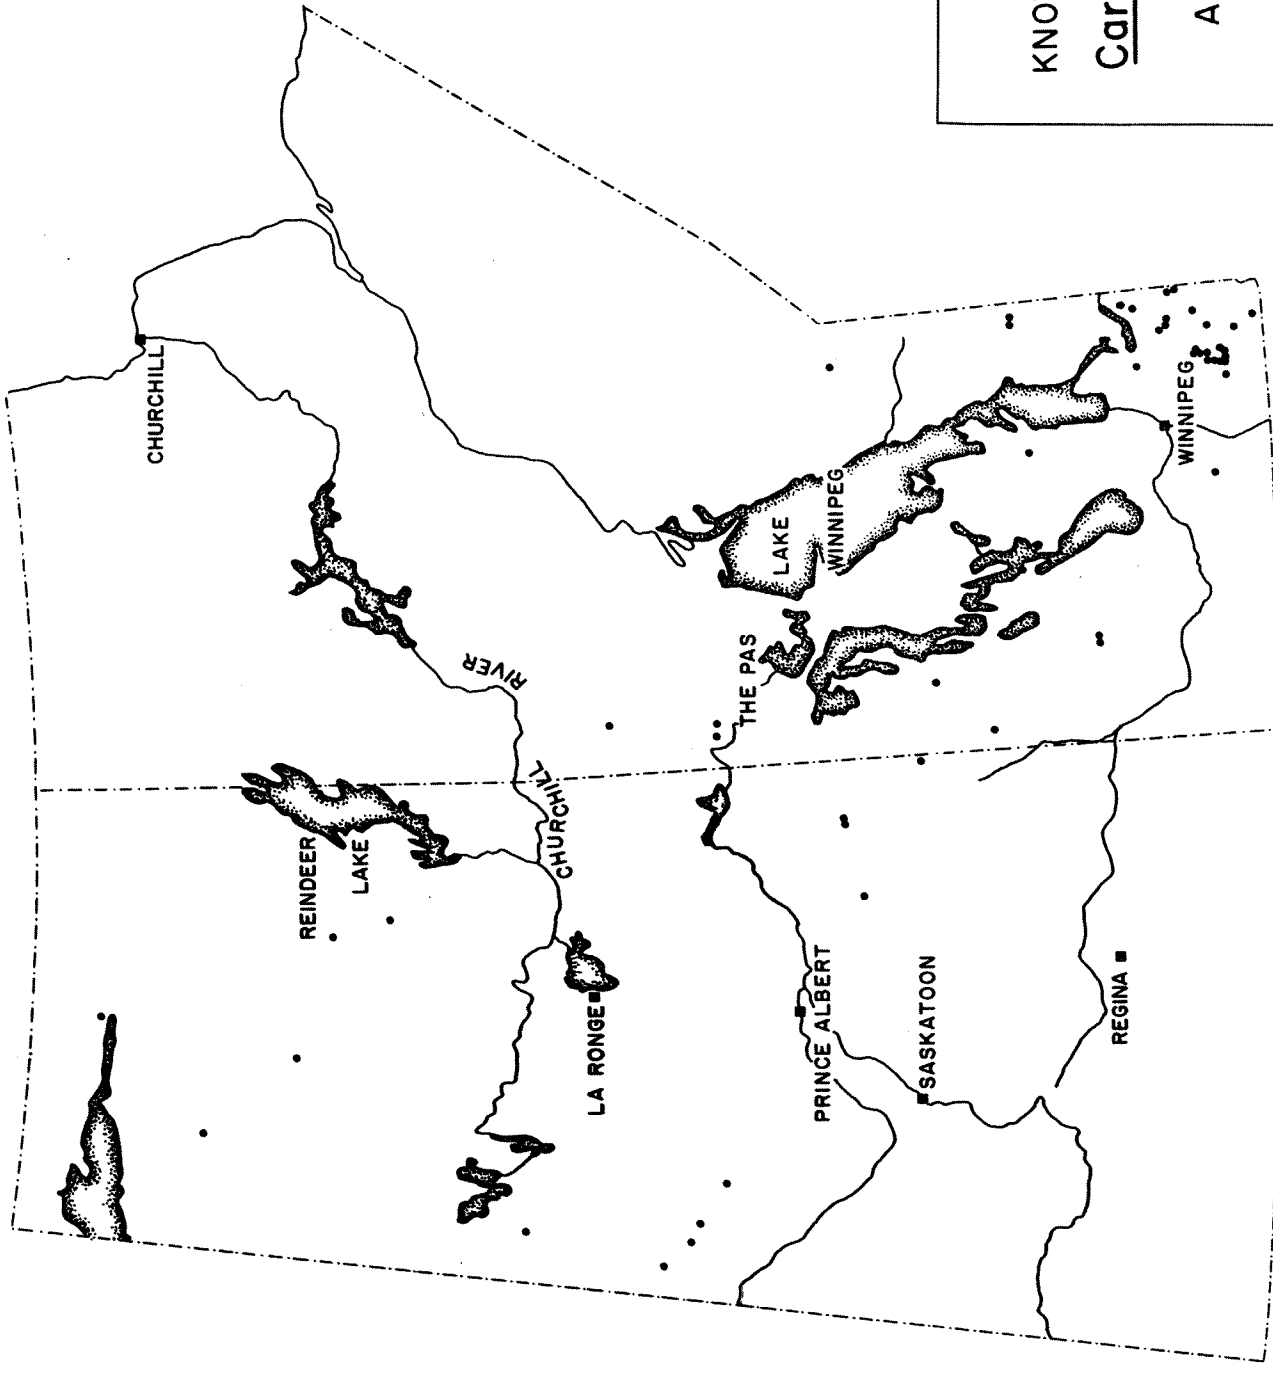 CHURCHILL
REINDEER
LAKE
RIVER
CHURCHILL
LA RONGE
THE PAS
LAKE
WINNIPEG
PRINCE ALBERT
SASKATOON
REGINA
WINNIPEG
KNO
Car
A